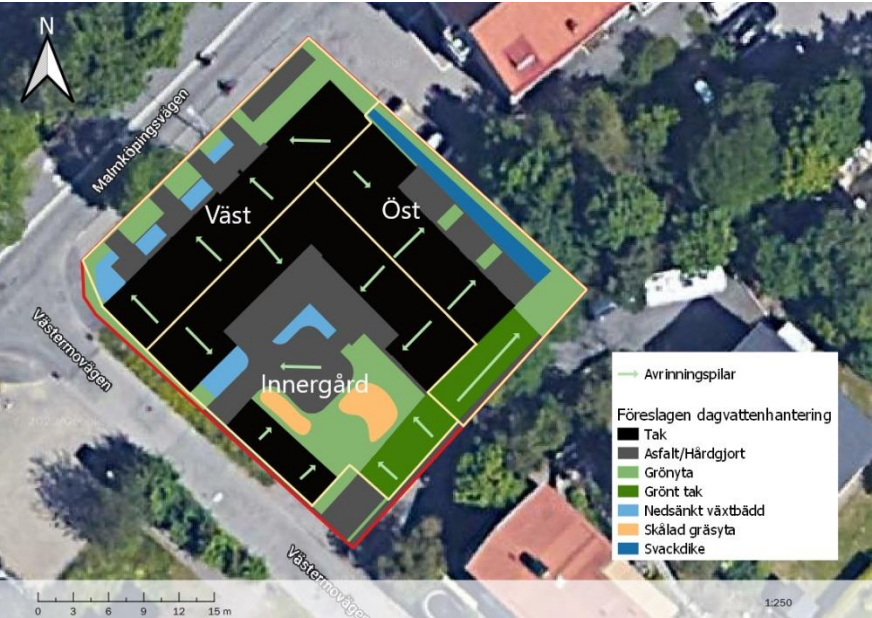 N
Malmköpingsvägen
Väst
Öst
Västermovägen
Innergård
Avrinningspilar
Föreslagen dagvattenhantering
Tak
Asfalt/Hårdgjort
Grönyta
Grönt tak
Nedsänkt växtbädd
Skålad gräsyta
Svackdike
Västermovägen
0 3 6 9 12 15 m
1:250